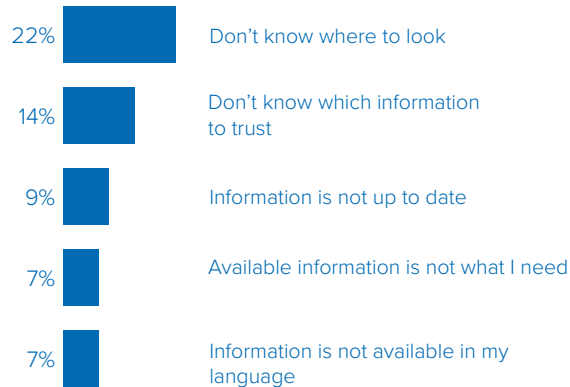 22% Don’t know where to look
14% Don’t know which information
to trust
9% Information is not up to date
7% Available information is not what I need
7% Information is not available in my
language